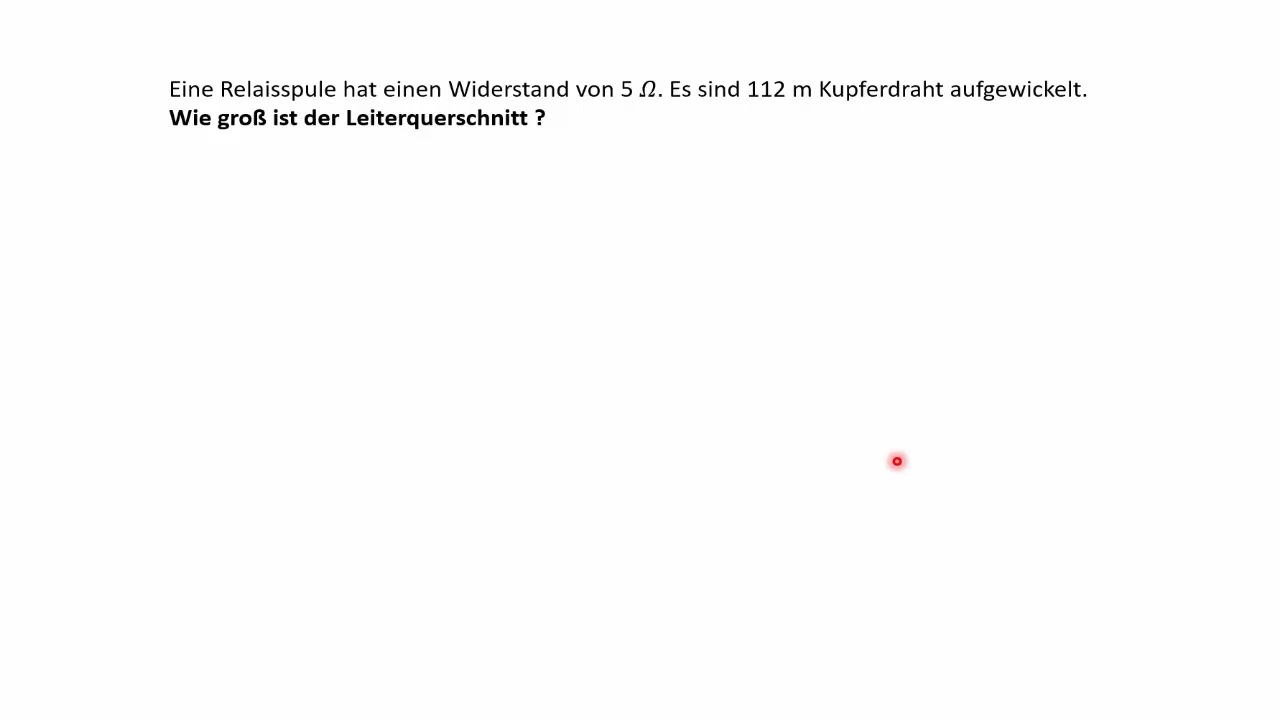 Eine Relaisspule hat einen Widerstand von 5 Ω. Es sind 112 m Kupferdraht aufgewickelt.
Wie groß ist der Leiterquerschnitt ?